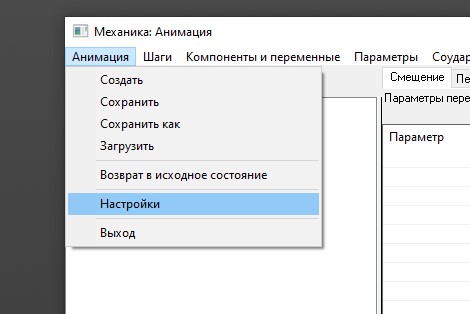 Механика: Анимация
Анимация Шаги Компоненты и переменные Параметры Соудар
Создать
Сохранить
Сохранить как
Загрузить
Возврат в исходное состояние
Настройки
Выход
Смещение Пе
Параметры пере
Параметр